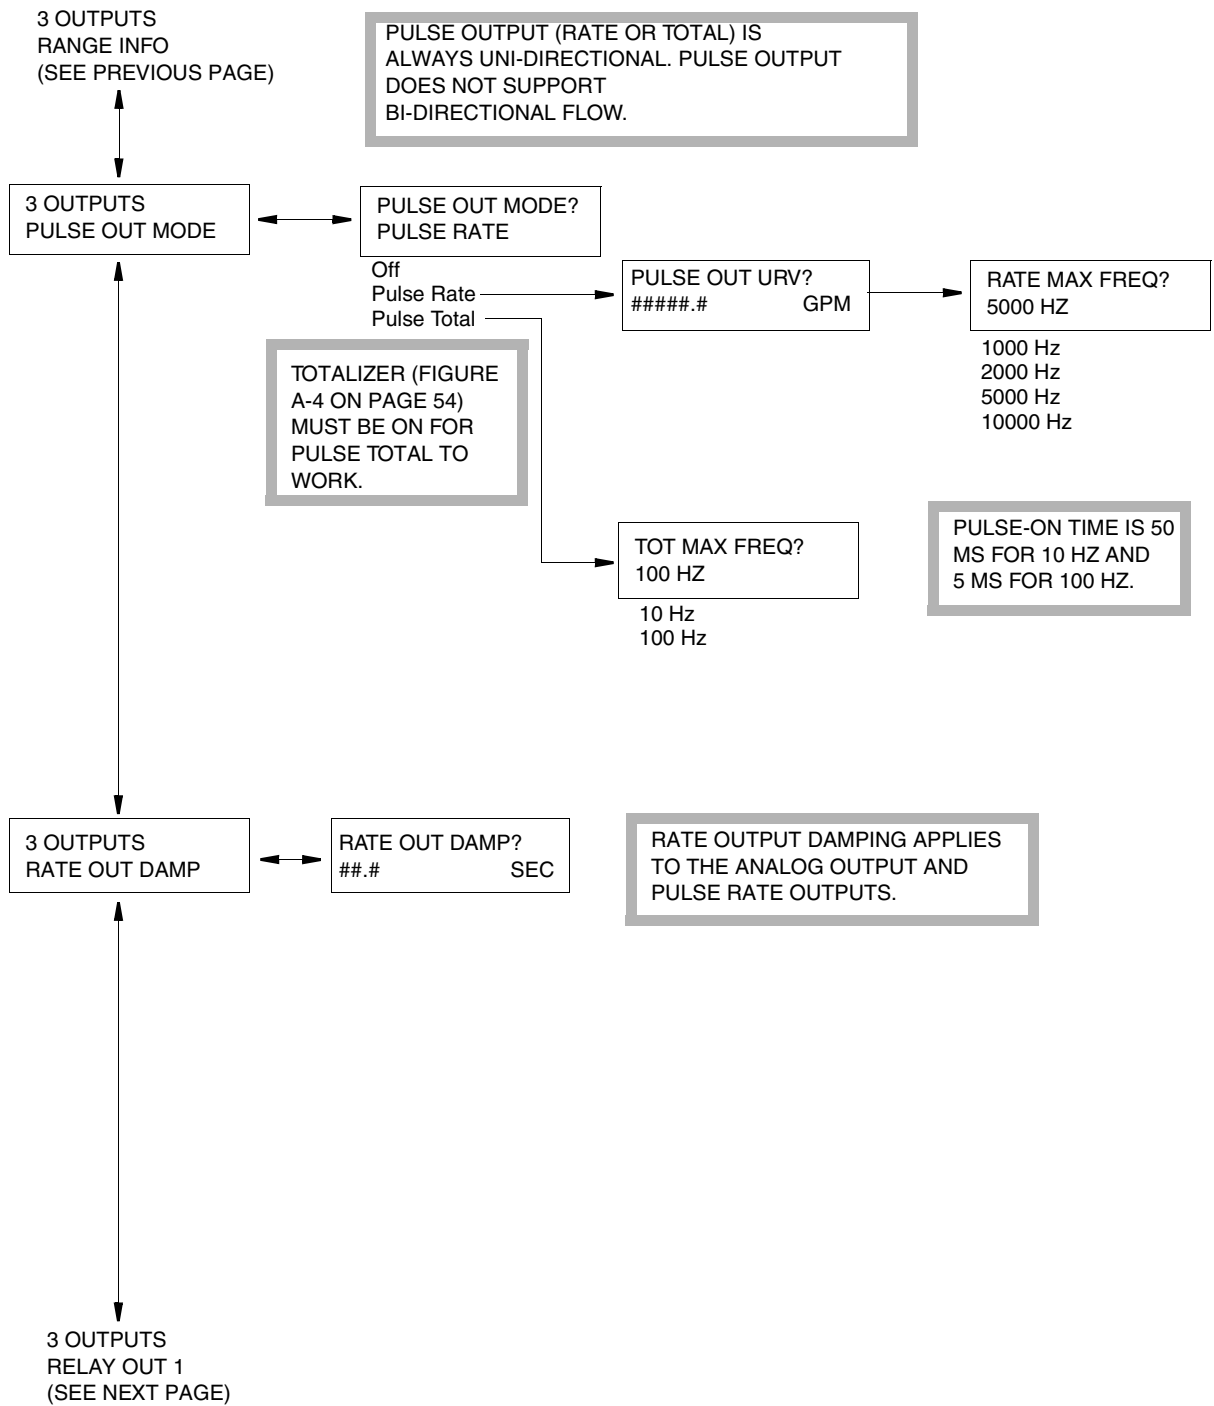 3 OUTPUTS
RANGE INFO
(SEE PREVIOUS PAGE)
PULSE OUTPUT (RATE OR TOTAL) IS
ALWAYS UNI-DIRECTIONAL. PULSE OUTPUT
DOES NOT SUPPORT
BI-DIRECTIONAL FLOW.
3 OUTPUTS
PULSE OUT MODE
PULSE OUT MODE?
PULSE RATE
Off
Pulse Rate
Pulse Total
PULSE OUT URV?
#####.# GPM
RATE MAX FREQ?
5000 HZ
1000 Hz
2000 Hz
5000 Hz
10000 Hz
TOTALIZER (FIGURE
A-4 ON PAGE 54)
MUST BE ON FOR
PULSE TOTAL TO
WORK.
TOT MAX FREQ?
100 HZ
10 Hz
100 Hz
PULSE-ON TIME IS 50
MS FOR 10 HZ AND
5 MS FOR 100 HZ.
3 OUTPUTS
RATE OUT DAMP
RATE OUT DAMP?
##.# SEC
RATE OUTPUT DAMPING APPLIES
TO THE ANALOG OUTPUT AND
PULSE RATE OUTPUTS.
3 OUTPUTS
RELAY OUT 1
(SEE NEXT PAGE)